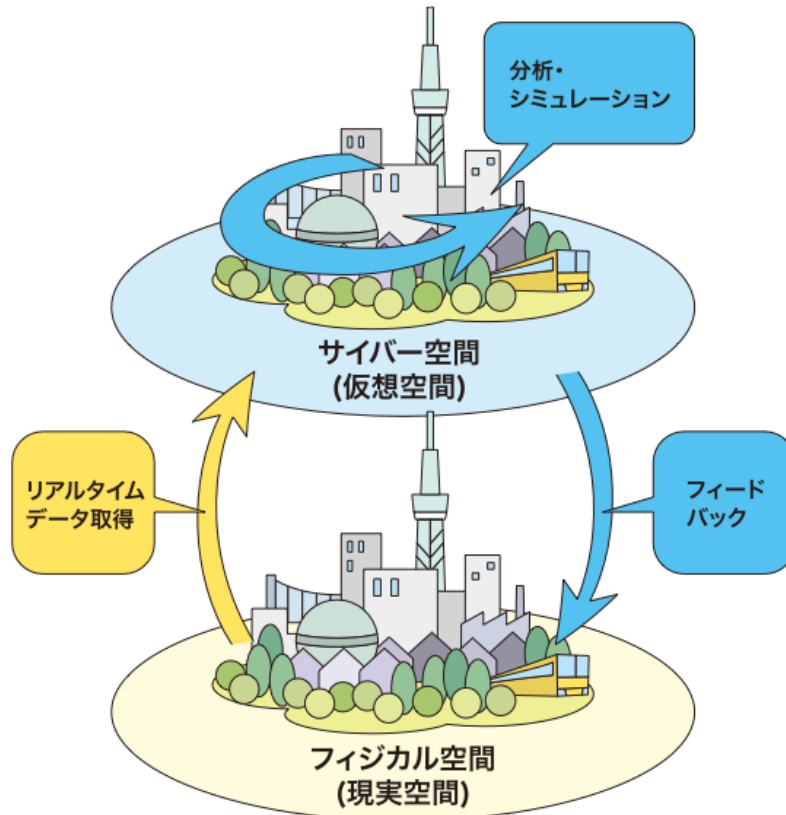 分析・
シミュレーション
サイバー空間
(仮想空間)
リアルタイム
データ取得
フィード
バック
フィジカル空間
(現実空間)